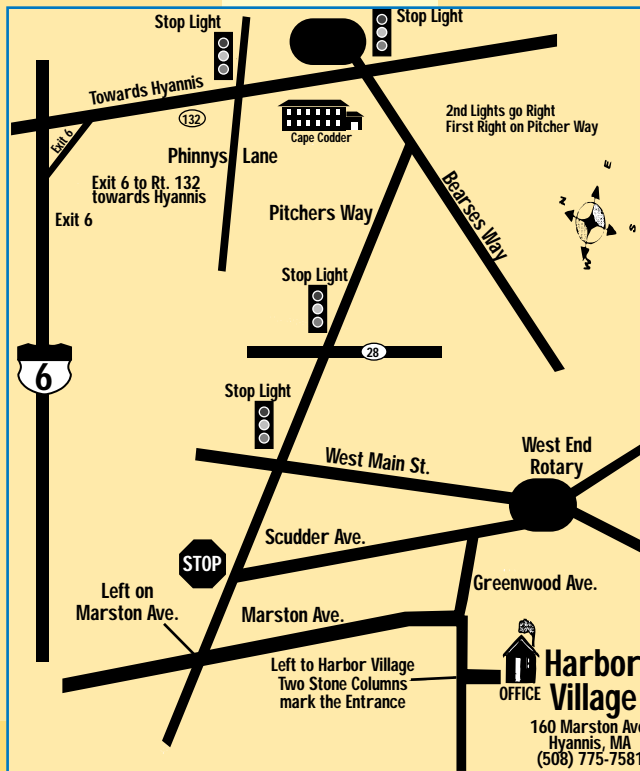 Stop Light
Stop Light
Towards Hyannis
132
Cape Codder
2nd Lights go Right
First Right on Pitcher Way
Exit 6
Phinnys Lane
Exit 6 to Rt. 132
towards Hyannis
Exit 6
Pitchers Way
Bearses Way
N
E
S
W
Stop Light
28
6
Stop Light
West Main St.
West End
Rotary
Scudder Ave.
STOP
Greenwood Ave.
Left on
Marston Ave.
Marston Ave.
Left to Harbor Village
Two Stone Columns
mark the Entrance
OFFICE
Harbor
Village
160 Marston Ave
Hyannis, MA
(508) 775-7581